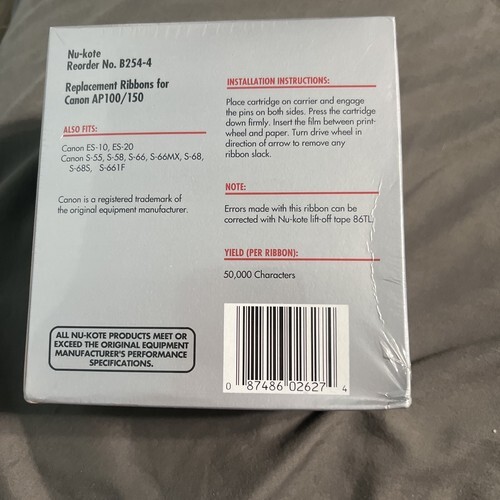 Nu-kote
Reorder No. B254-4
Replacement Ribbons for
Canon AP100/150
ALSO FITS:
Canon ES-10, ES-20
Canon S-55, S-58, S-66, S-66MX, S-68,
S-68S, S-661F
Canon is a registered trademark of
the original equipment manufacturer.
ALL NU-KOTE PRODUCTS MEET OR
EXCEED THE ORIGINAL EQUIPMENT
MANUFACTURER'S PERFORMANCE
SPECIFICATIONS.
INSTALLATION INSTRUCTIONS:
Place cartridge on carrier and engage
the pins on both sides. Press the cartridge
down firmly. Insert the film between print-
wheel and paper. Turn drive wheel in
direction of arrow to remove any
ribbon slack.
NOTE:
Errors made with this ribbon can be
corrected with Nu-kote lift-off tape 86TL.
YIELD (PER RIBBON):
50,000 Characters
0 87486 02627 4